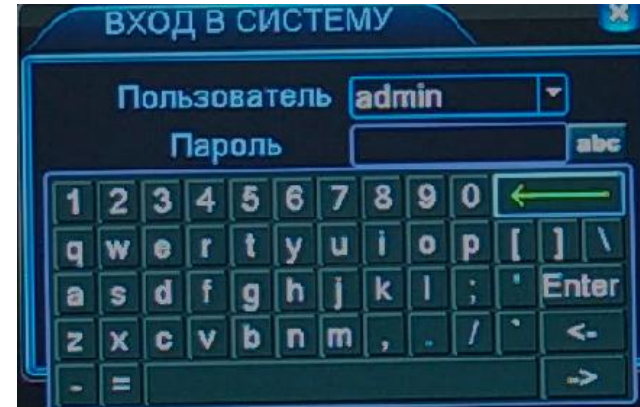 ВХОД В СИСТЕМУ
Пользователь admin
Пароль abc
1 2 3 4 5 6 7 8 9 0
q w e r t y u i o p [ ] \
a s d f g h j k l ; ' Enter
z x c v b n m , . / ` <-
- = ->